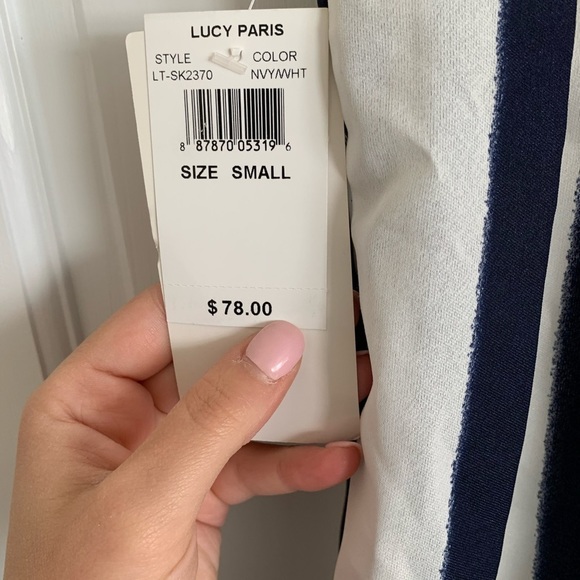 LUCY PARIS
STYLE COLOR
LT-SK2370 NVY/WHT
8 87870 05319 6
SIZE SMALL
$78.00